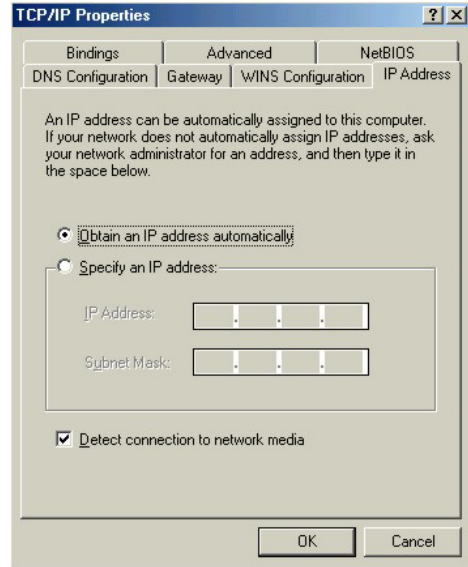 TCP/IP Properties
? ×
Bindings Advanced NetBIOS
DNS Configuration Gateway WINS Configuration IP Address
An IP address can be automatically assigned to this computer.
If your network does not automatically assign IP addresses, ask
your network administrator for an address, and then type it in
the space below.
Obtain an IP address automatically
Specify an IP address:
IP Address: . . .
Subnet Mask: . . .
Detect connection to network media
OK Cancel